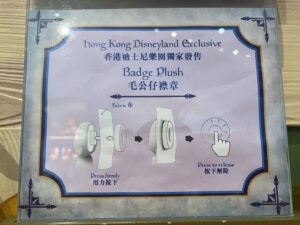 Hong Kong Disneyland Exclusive
香港迪士尼樂園獨家發售
Badge Plush
毛公仔襟章
Fabric 布
Press firmly
用力按下
Press to release
按下解除